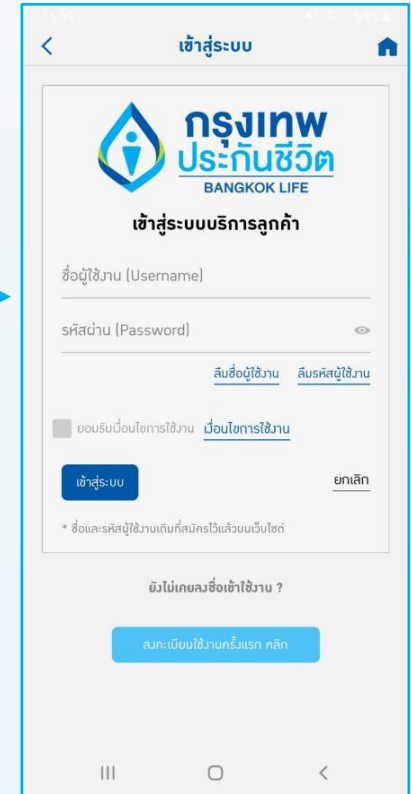 เข้าสู่ระบบ
กรุงเทพ
ประกันชีวิต
BANGKOK LIFE
เข้าสู่ระบบบริการลูกค้า
ชื่อผู้ใช้งาน (Username)
รหัสผ่าน (Password)
ลืมชื่อผู้ใช้งาน ลืมรหัสผู้ใช้งาน
ยอมรับเงื่อนไขการใช้งาน เงื่อนไขการใช้งาน
เข้าสู่ระบบ ยกเลิก
* ชื่อและรหัสผู้ใช้งานเดิมที่สมัครไว้แล้วบนเว็บไซต์
ยังไม่เคยลงชื่อเข้าใช้งาน ?
ลงทะเบียนใช้งานครั้งแรก คลิก